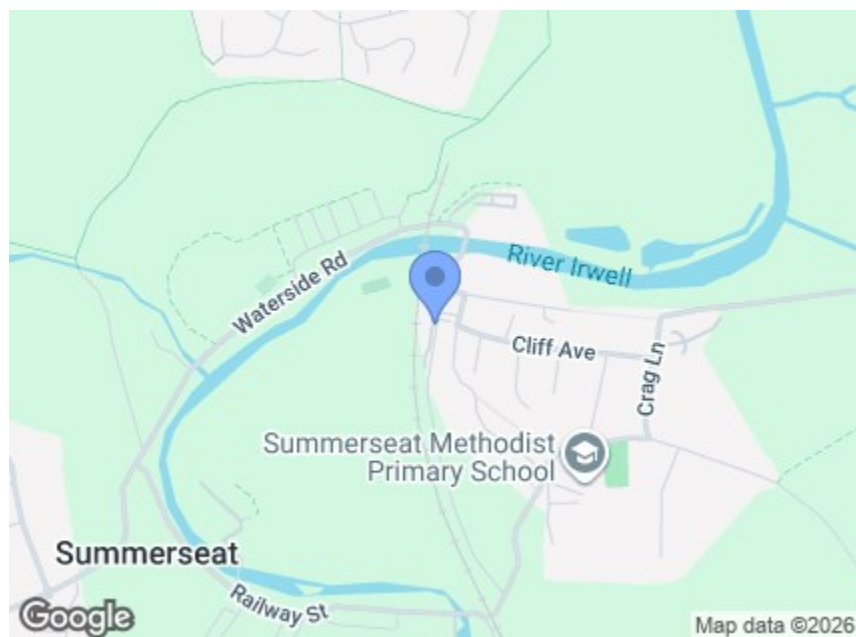 River Irwell
Waterside Rd
Cliff Ave
Crag Ln
Summerseat Methodist
Primary School
Summerseat
Railway St
Google
Map data ©2026